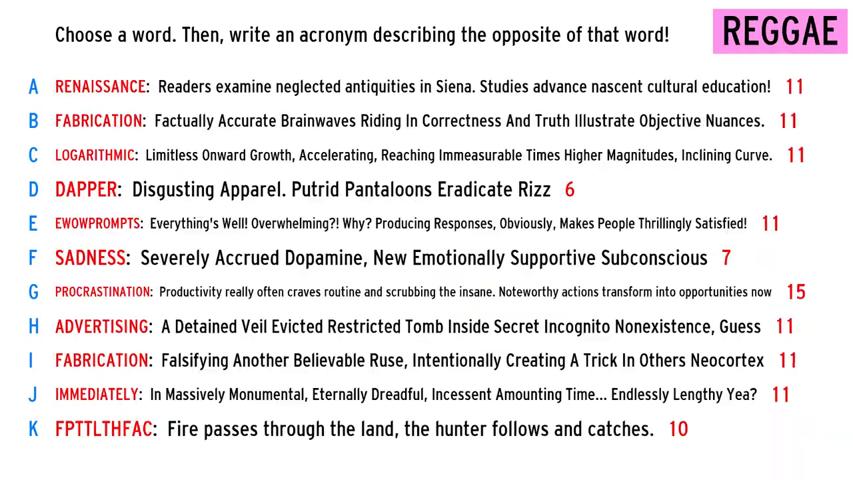 Choose a word. Then, write an acronym describing the opposite of that word!
REGGAE
A RENAISSANCE: Readers examine neglected antiquities in Siena. Studies advance nascent cultural education! 11
B FABRICATION: Factually Accurate Brainwaves Riding In Correctness And Truth Illustrate Objective Nuances. 11
C LOGARITHMIC: Limitless Onward Growth, Accelerating, Reaching Immeasurable Times Higher Magnitudes, Inclining Curve. 11
D DAPPER: Disgusting Apparel. Putrid Pantaloons Eradicate Rizz 6
E EWOWPROMPTS: Everything's Well! Overwhelming?! Why? Producing Responses, Obviously, Makes People Thrillingly Satisfied! 11
F SADNESS: Severely Accrued Dopamine, New Emotionally Supportive Subconscious 7
G PROCRASTINATION: Productivity really often craves routine and scrubbing the insane. Noteworthy actions transform into opportunities now 15
H ADVERTISING: A Detained Veil Evicted Restricted Tomb Inside Secret Incognito Nonexistence, Guess 11
I FABRICATION: Falsifying Another Believable Ruse, Intentionally Creating A Trick In Others Neocortex 11
J IMMEDIATELY: In Massively Monumental, Eternally Dreadful, Incessent Amounting Time... Endlessly Lengthy Yea? 11
K FPTTLTHFAC: Fire passes through the land, the hunter follows and catches. 10